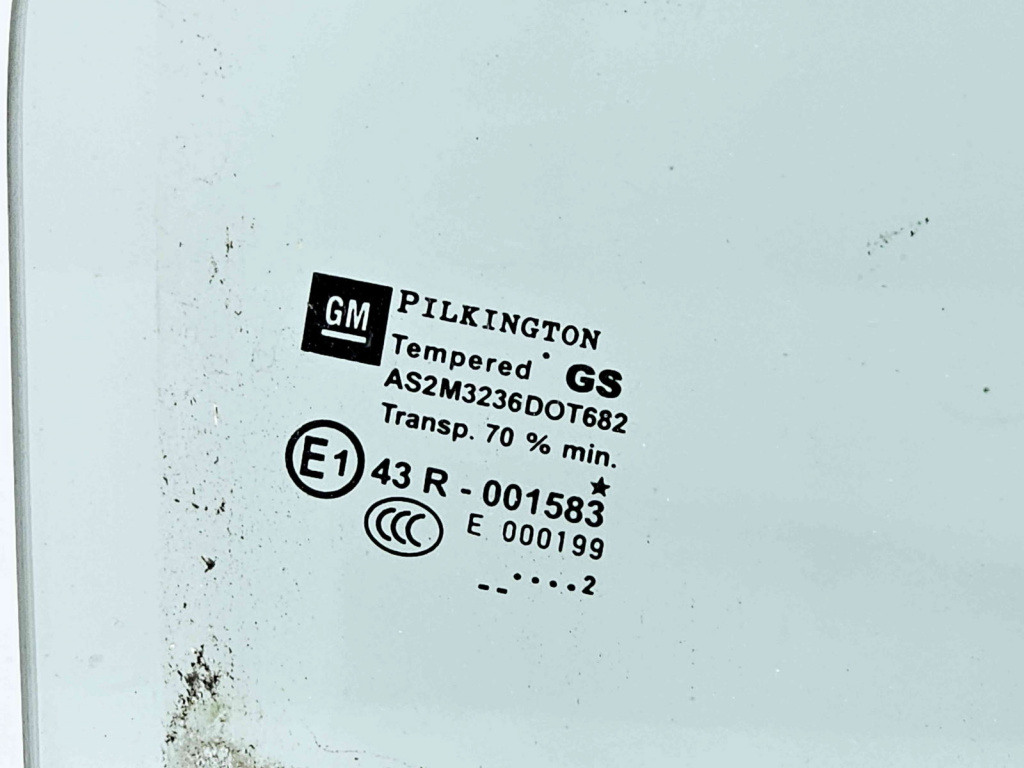 GM
PILKINGTON
Tempered GS
AS2M3236DOT682
Transp. 70 % min.
E1 43 R - 001583
CCC E 000199
--····2